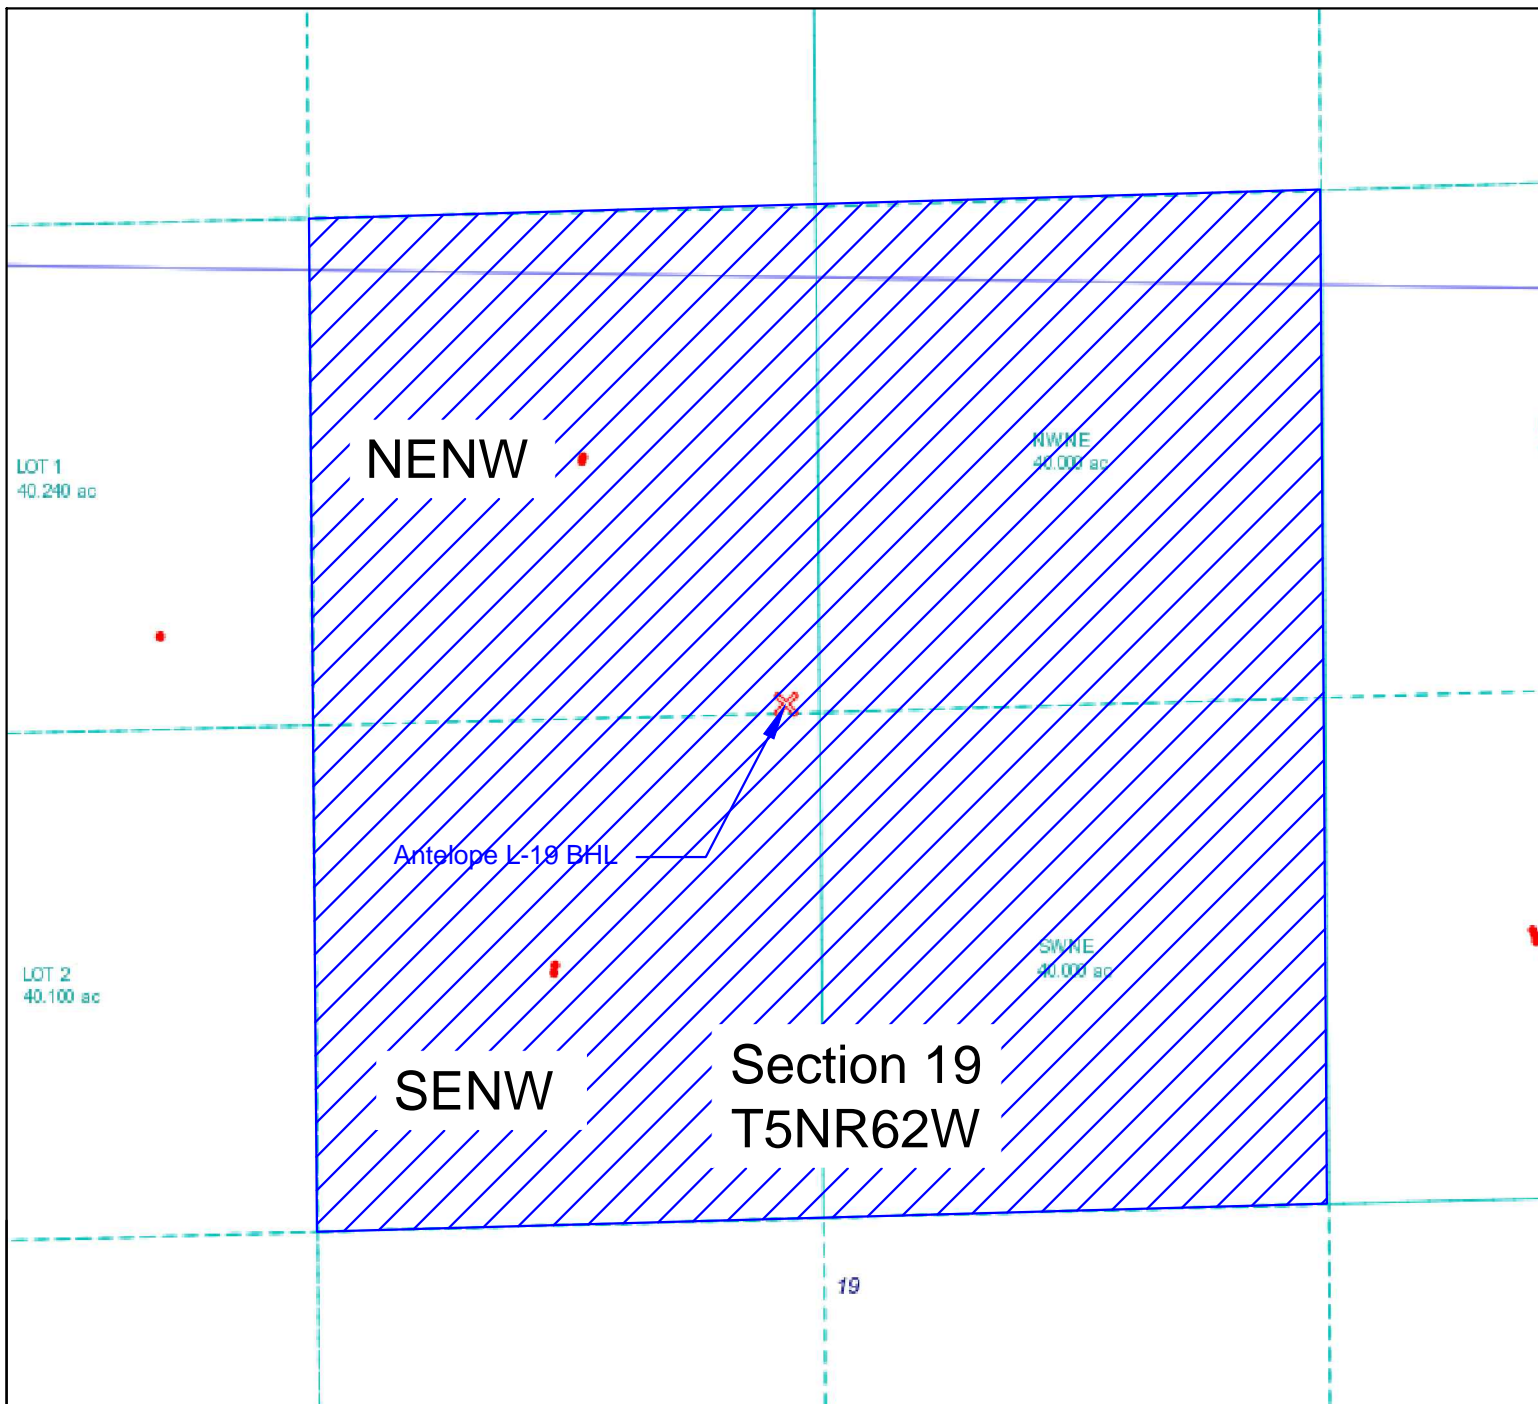 NENW
NWNE
40.000 ac
LOT 1
40.240 ac
Antelope L-19 BHL
SWNE
40.000 ac
LOT 2
40.100 ac
SENW
Section 19
T5NR62W
19